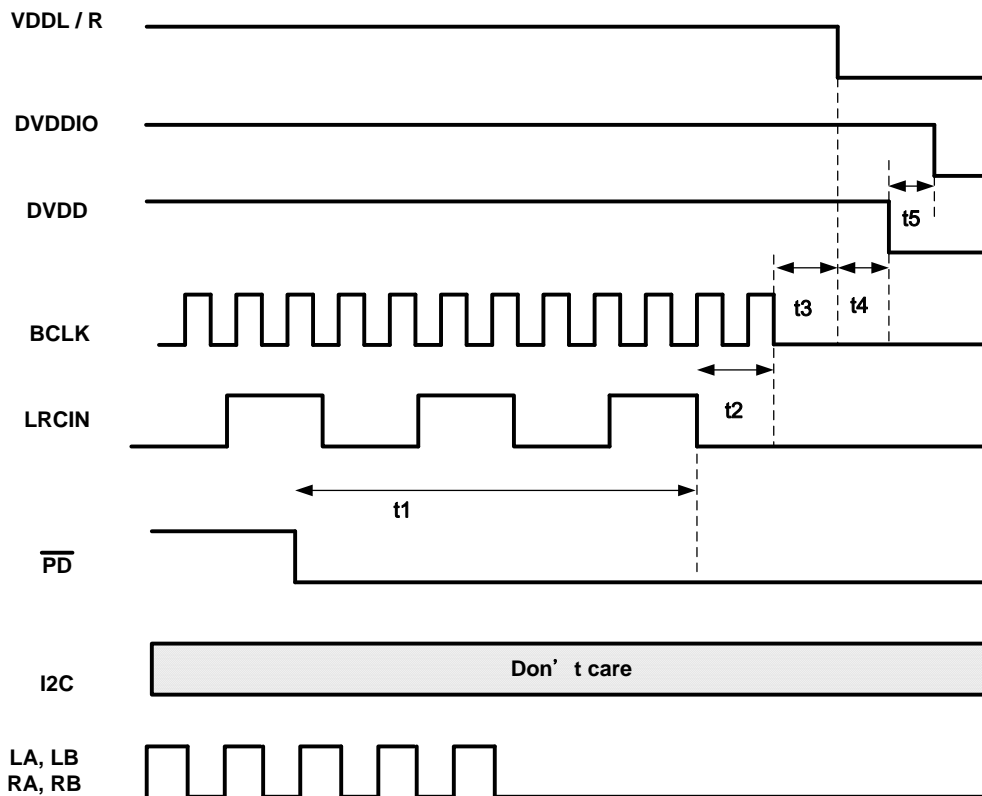 VDDL / R
DVDDIO
DVDD
t5
BCLK
t3
t4
LRCIN
t2
t1
PD
I2C
Don’ t care
LA, LB
RA, RB